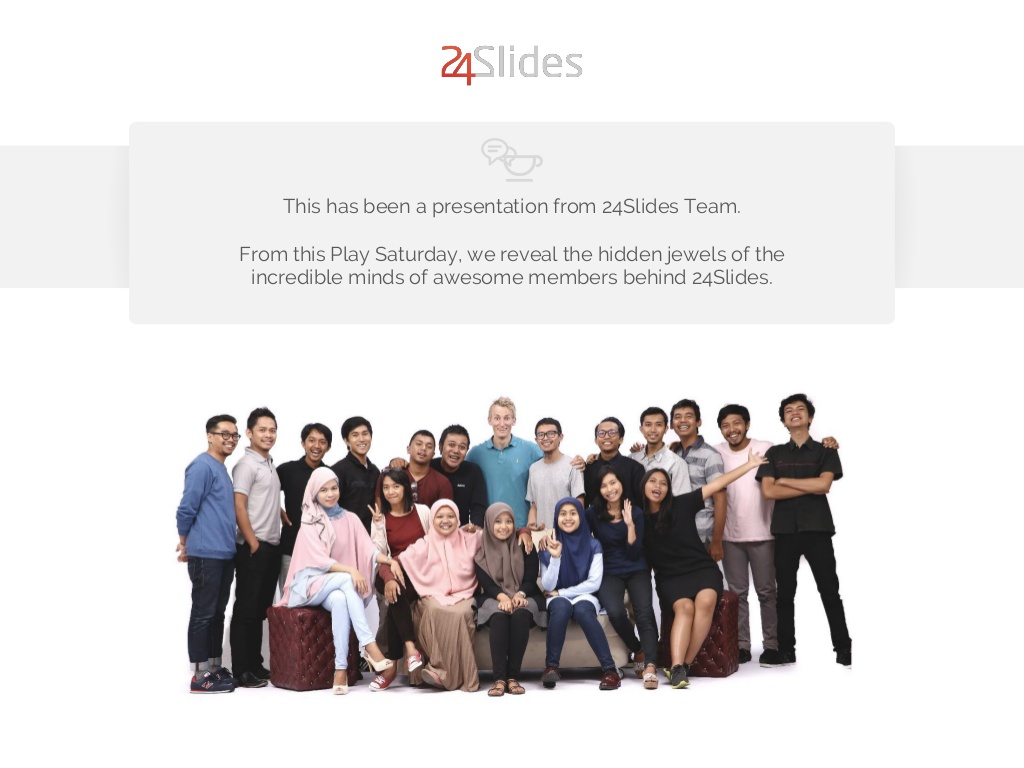 24Slides
This has been a presentation from 24Slides Team.
From this Play Saturday, we reveal the hidden jewels of the
incredible minds of awesome members behind 24Slides.